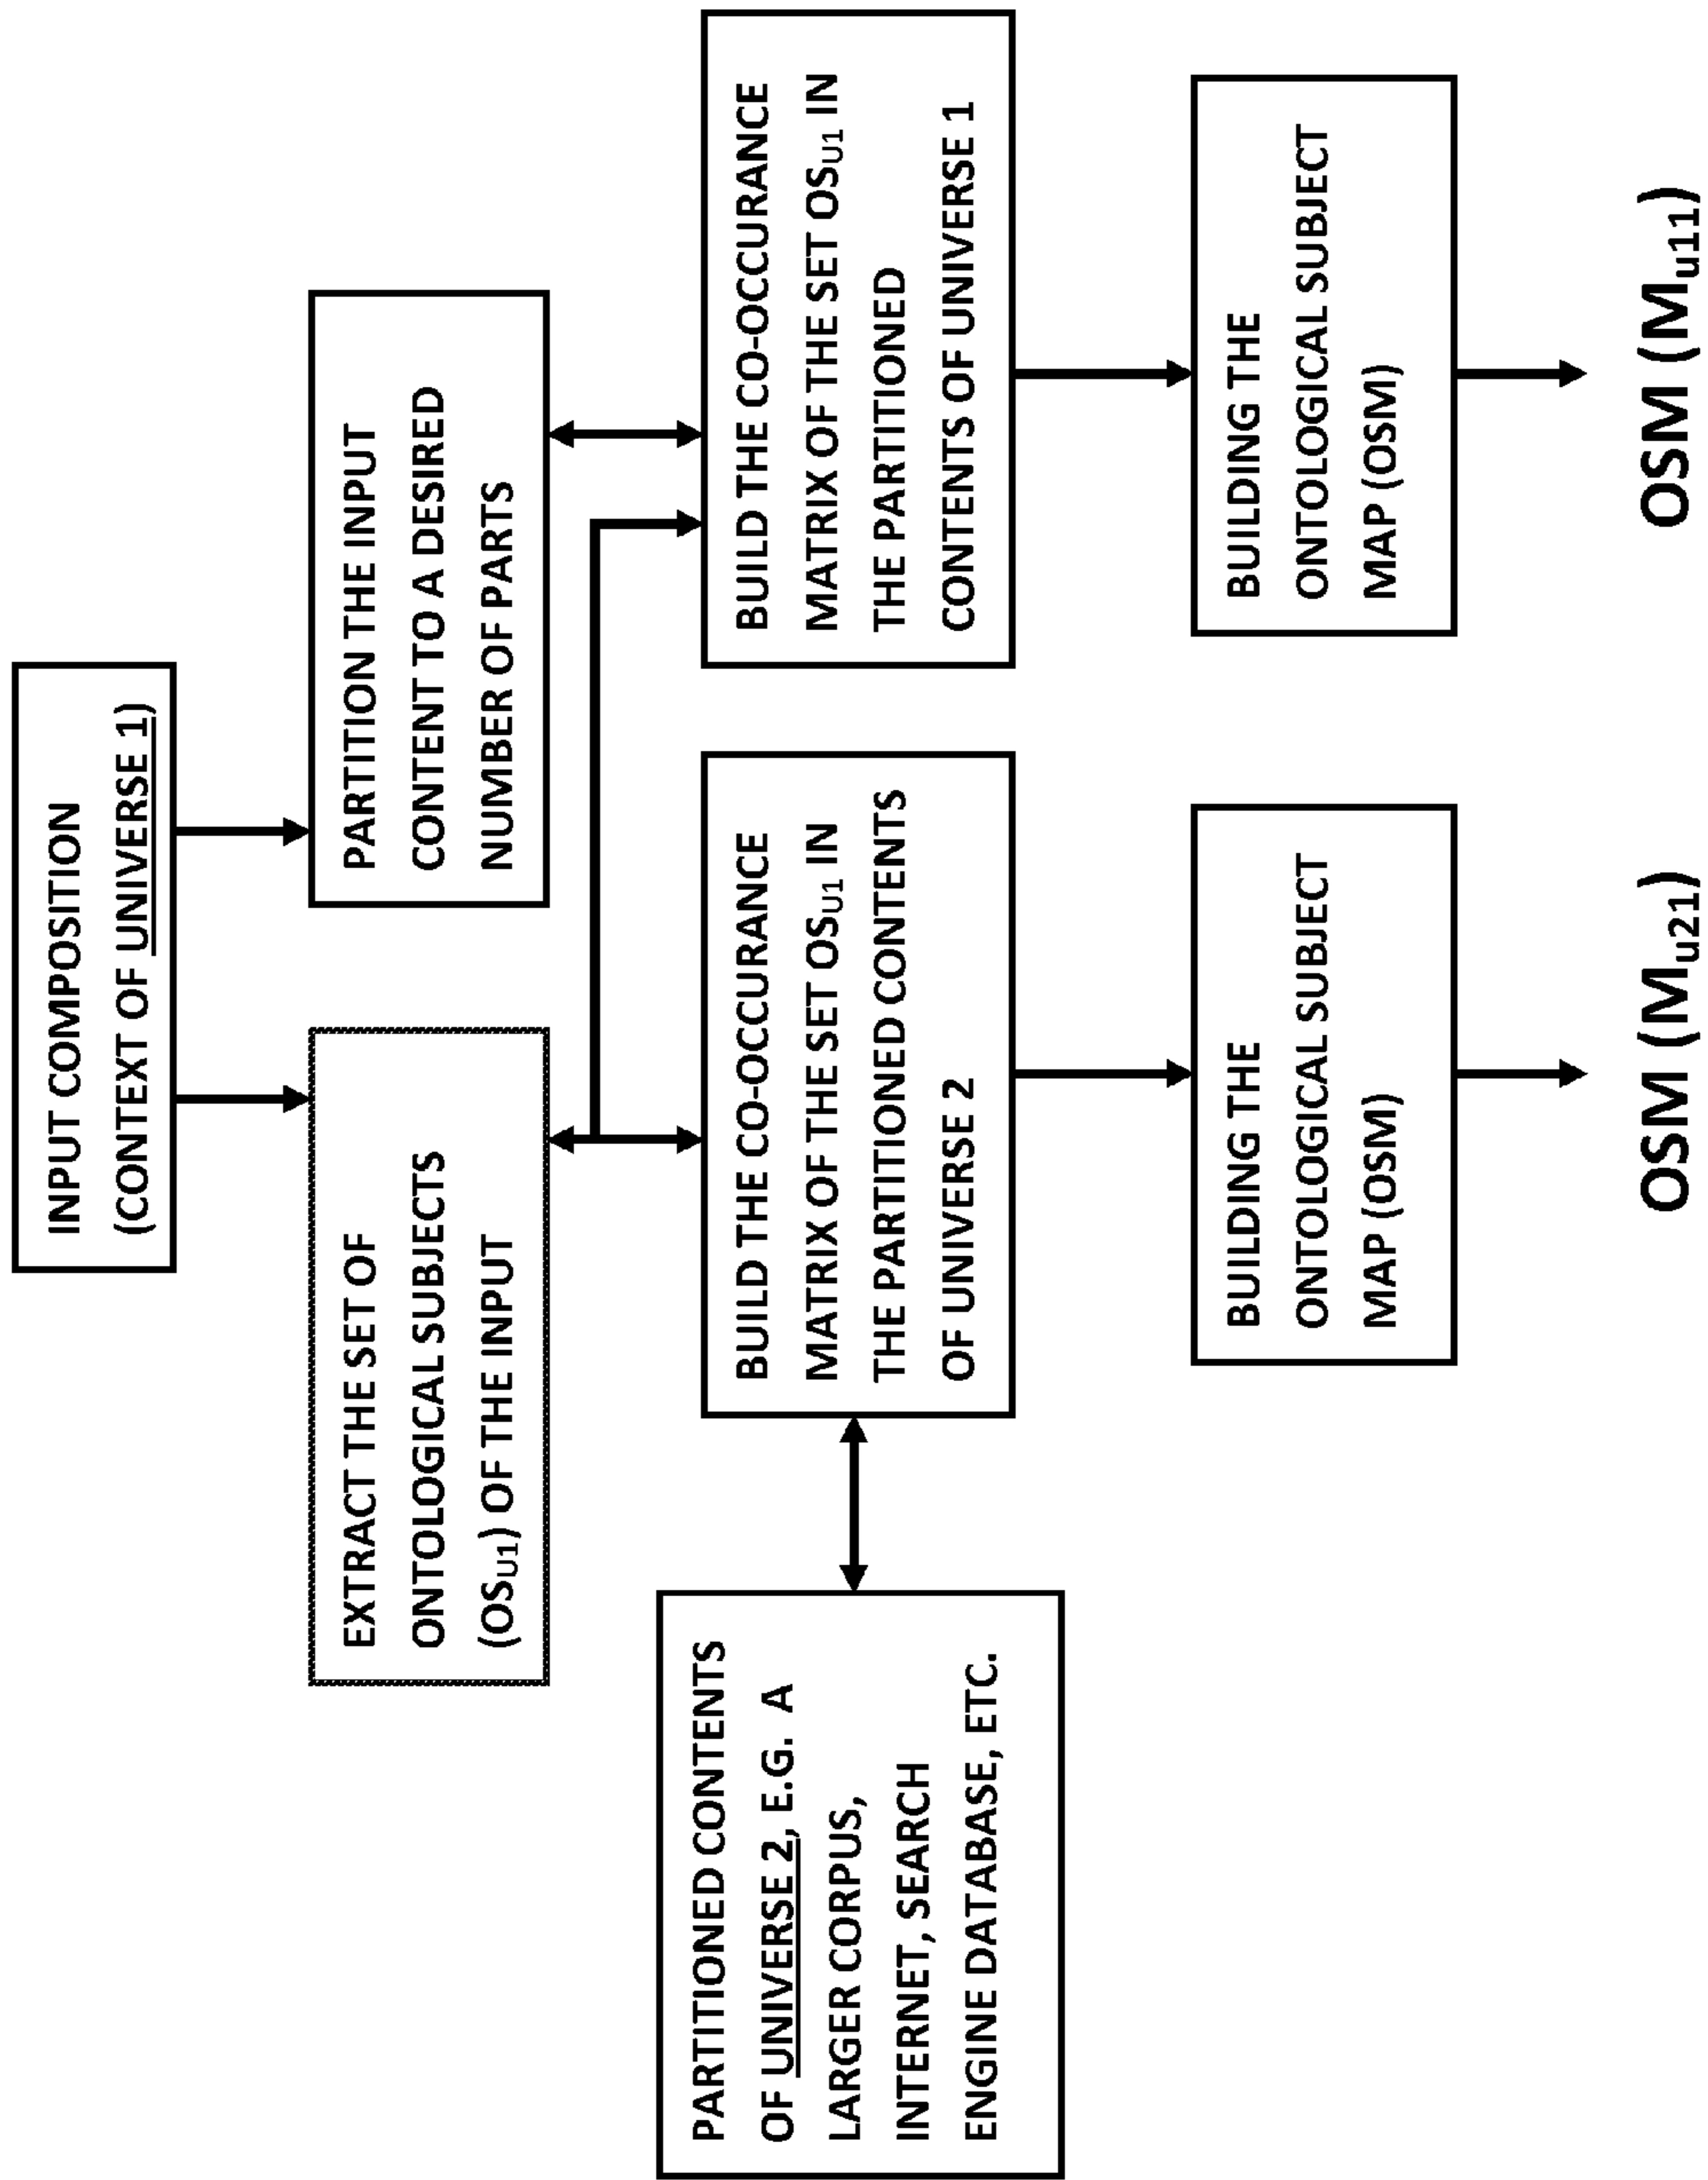 INPUT COMPOSITION
(CONTEXT OF UNIVERSE 1)
EXTRACT THE SET OF
ONTOLOGICAL SUBJECTS
(OSU1) OF THE INPUT
PARTITION THE INPUT
CONTENT TO A DESIRED
NUMBER OF PARTS
PARTITIONED CONTENTS
OF UNIVERSE 2, E.G. A
LARGER CORPUS,
INTERNET, SEARCH
ENGINE DATABASE, ETC.
BUILD THE CO-OCCURANCE
MATRIX OF THE SET OSU1 IN
THE PARTITIONED CONTENTS
OF UNIVERSE 2
BUILD THE CO-OCCURANCE
MATRIX OF THE SET OSU1 IN
THE PARTITIONED
CONTENTS OF UNIVERSE 1
BUILDING THE
ONTOLOGICAL SUBJECT
MAP (OSM)
BUILDING THE
ONTOLOGICAL SUBJECT
MAP (OSM)
OSM (Mu21)
OSM (Mu11)